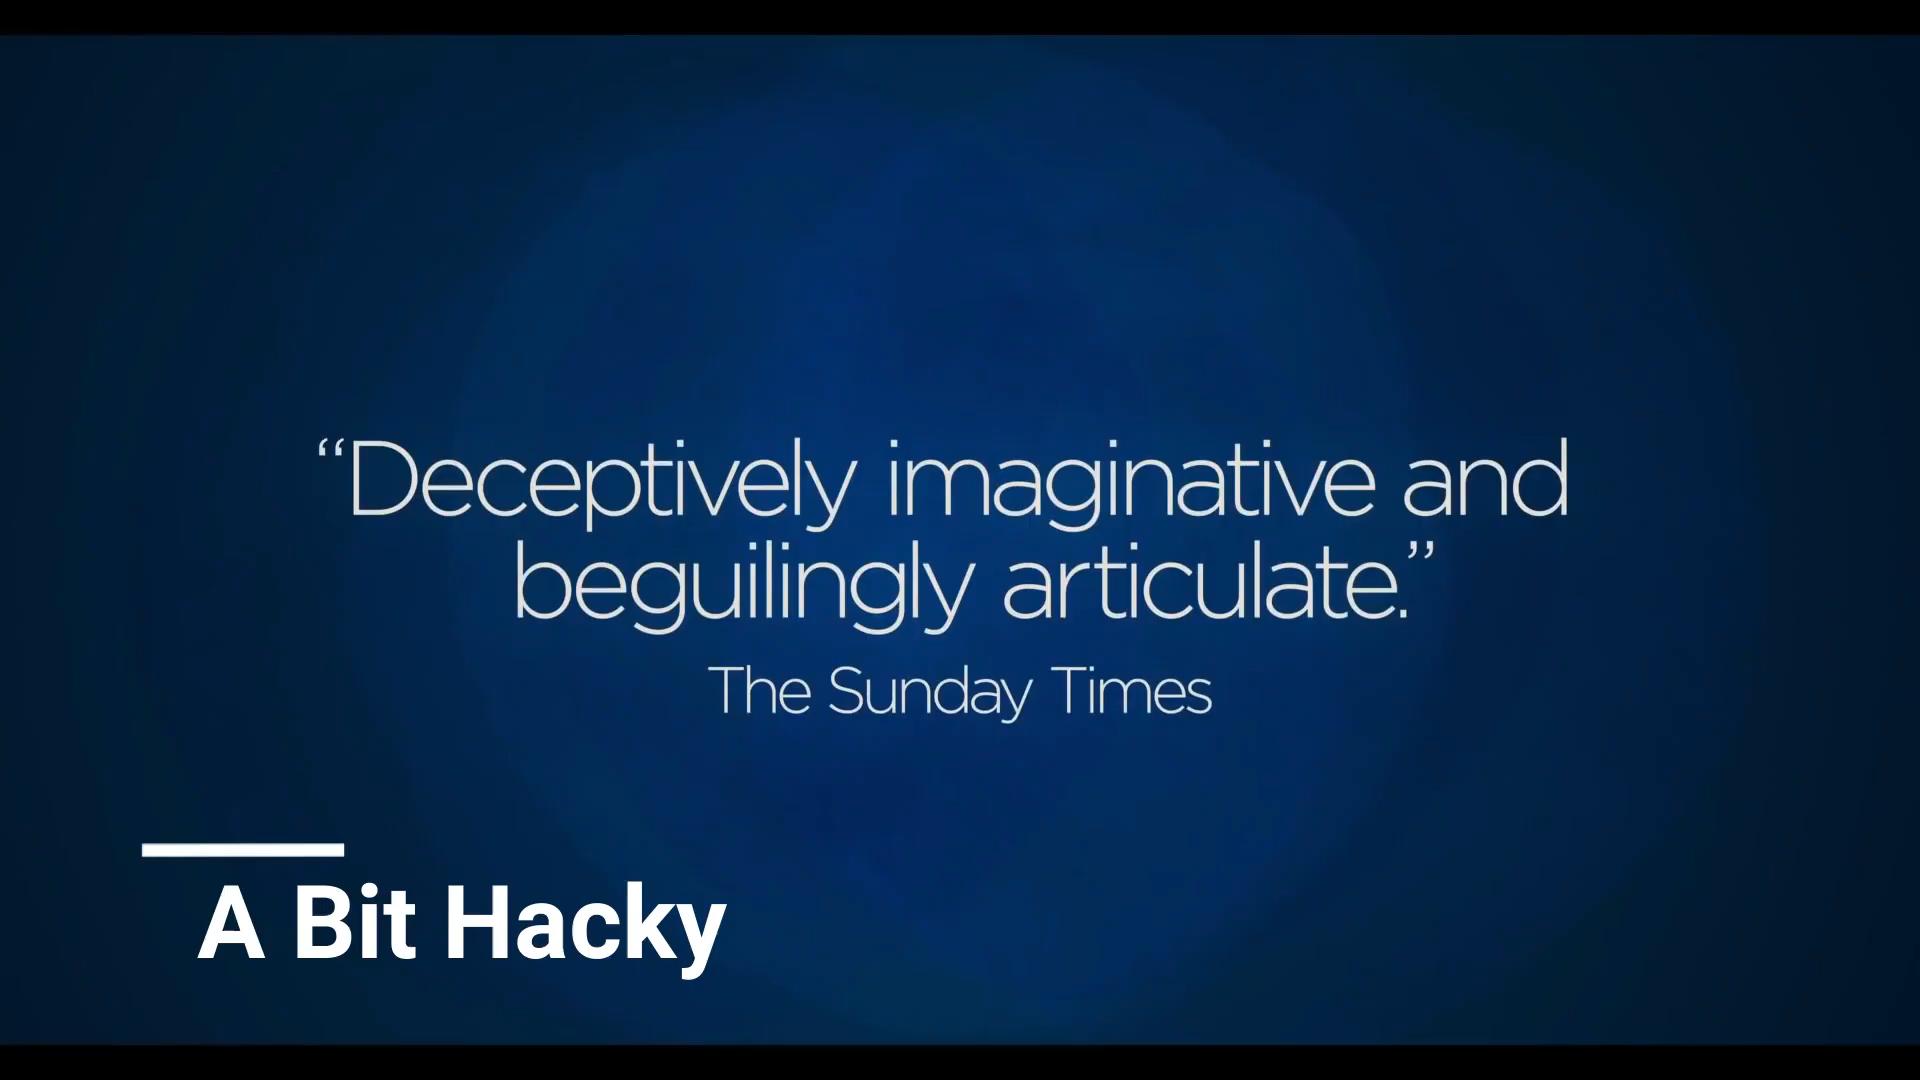 “Deceptively imaginative and
beguilingly articulate.”
The Sunday Times
A Bit Hacky